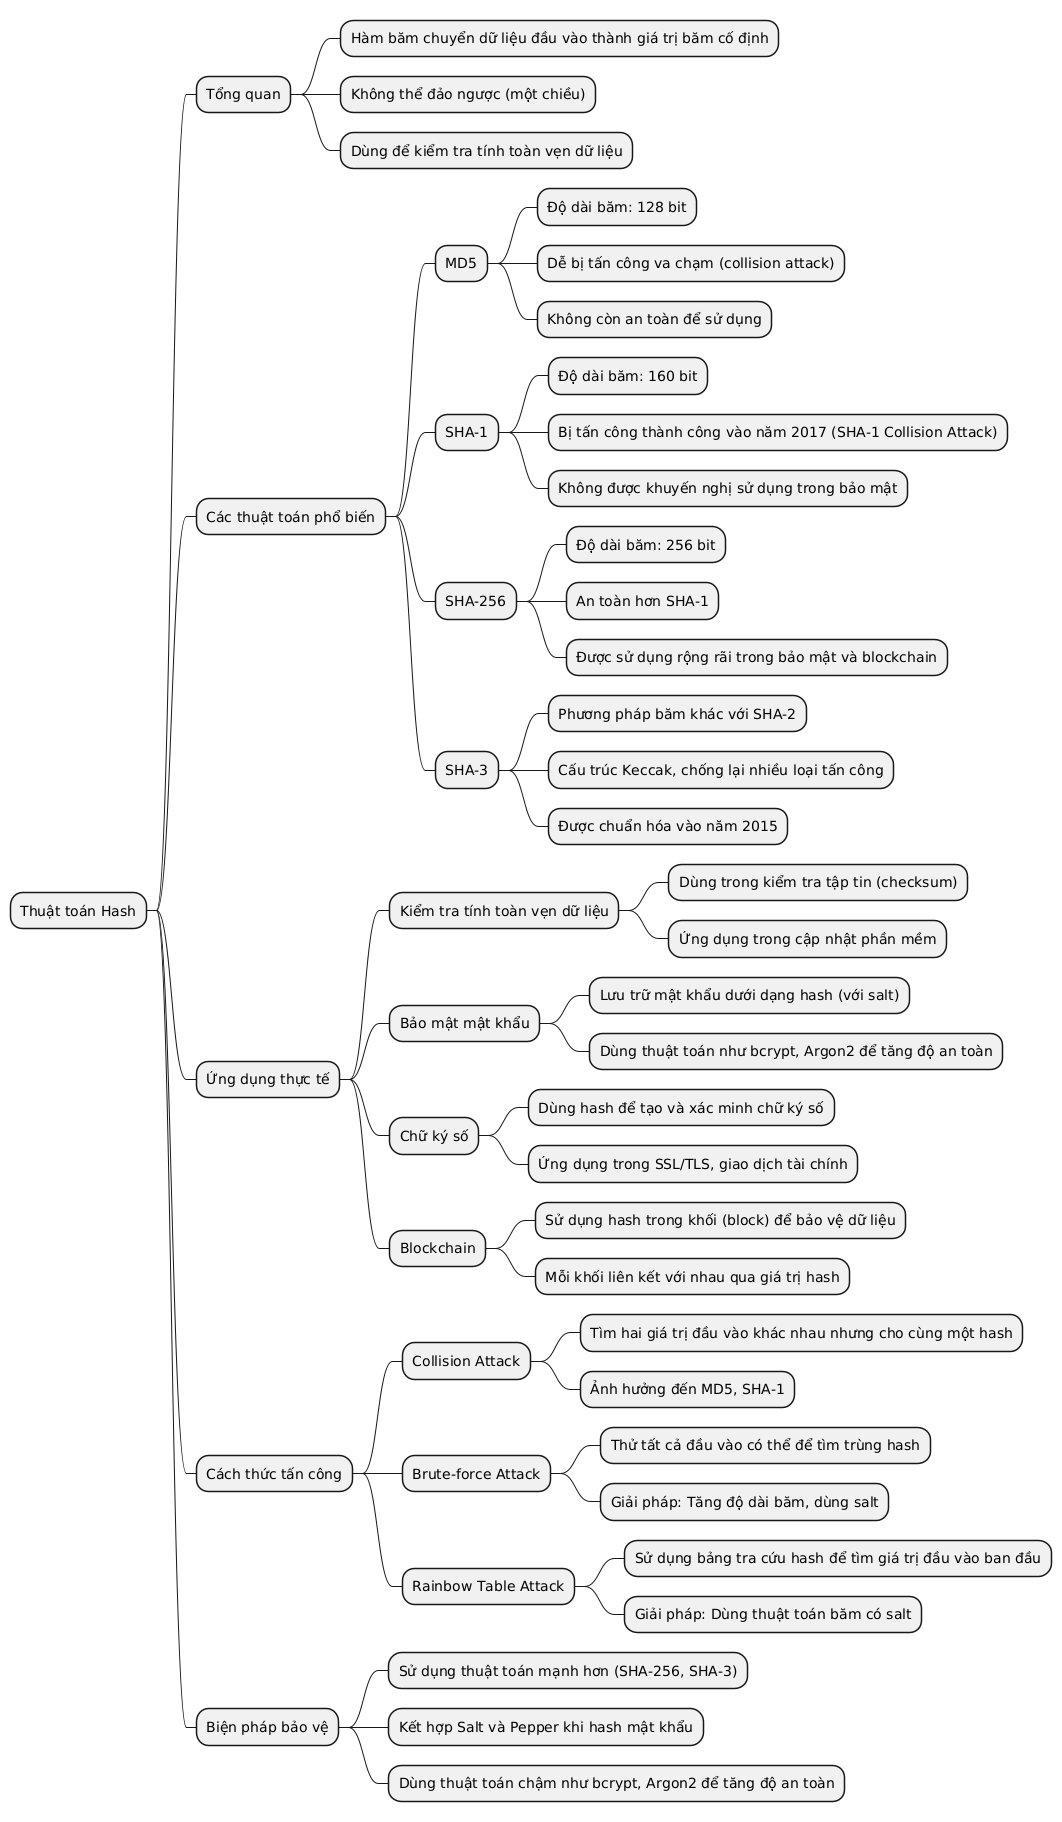 Thuật toán Hash
Tổng quan
Hàm băm chuyển dữ liệu đầu vào thành giá trị băm cố định
Không thể đảo ngược (một chiều)
Dùng để kiểm tra tính toàn vẹn dữ liệu
Các thuật toán phổ biến
MD5
Độ dài băm: 128 bit
Dễ bị tấn công va chạm (collision attack)
Không còn an toàn để sử dụng
SHA-1
Độ dài băm: 160 bit
Bị tấn công thành công vào năm 2017 (SHA-1 Collision Attack)
Không được khuyến nghị sử dụng trong bảo mật
SHA-256
Độ dài băm: 256 bit
An toàn hơn SHA-1
Được sử dụng rộng rãi trong bảo mật và blockchain
SHA-3
Phương pháp băm khác với SHA-2
Cấu trúc Keccak, chống lại nhiều loại tấn công
Được chuẩn hóa vào năm 2015
Ứng dụng thực tế
Kiểm tra tính toàn vẹn dữ liệu
Dùng trong kiểm tra tập tin (checksum)
Ứng dụng trong cập nhật phần mềm
Bảo mật mật khẩu
Lưu trữ mật khẩu dưới dạng hash (với salt)
Dùng thuật toán như bcrypt, Argon2 để tăng độ an toàn
Chữ ký số
Dùng hash để tạo và xác minh chữ ký số
Ứng dụng trong SSL/TLS, giao dịch tài chính
Blockchain
Sử dụng hash trong khối (block) để bảo vệ dữ liệu
Mỗi khối liên kết với nhau qua giá trị hash
Cách thức tấn công
Collision Attack
Tìm hai giá trị đầu vào khác nhau nhưng cho cùng một hash
Ảnh hưởng đến MD5, SHA-1
Brute-force Attack
Thử tất cả đầu vào có thể để tìm trùng hash
Giải pháp: Tăng độ dài băm, dùng salt
Rainbow Table Attack
Sử dụng bảng tra cứu hash để tìm giá trị đầu vào ban đầu
Giải pháp: Dùng thuật toán băm có salt
Biện pháp bảo vệ
Sử dụng thuật toán mạnh hơn (SHA-256, SHA-3)
Kết hợp Salt và Pepper khi hash mật khẩu
Dùng thuật toán chậm như bcrypt, Argon2 để tăng độ an toàn